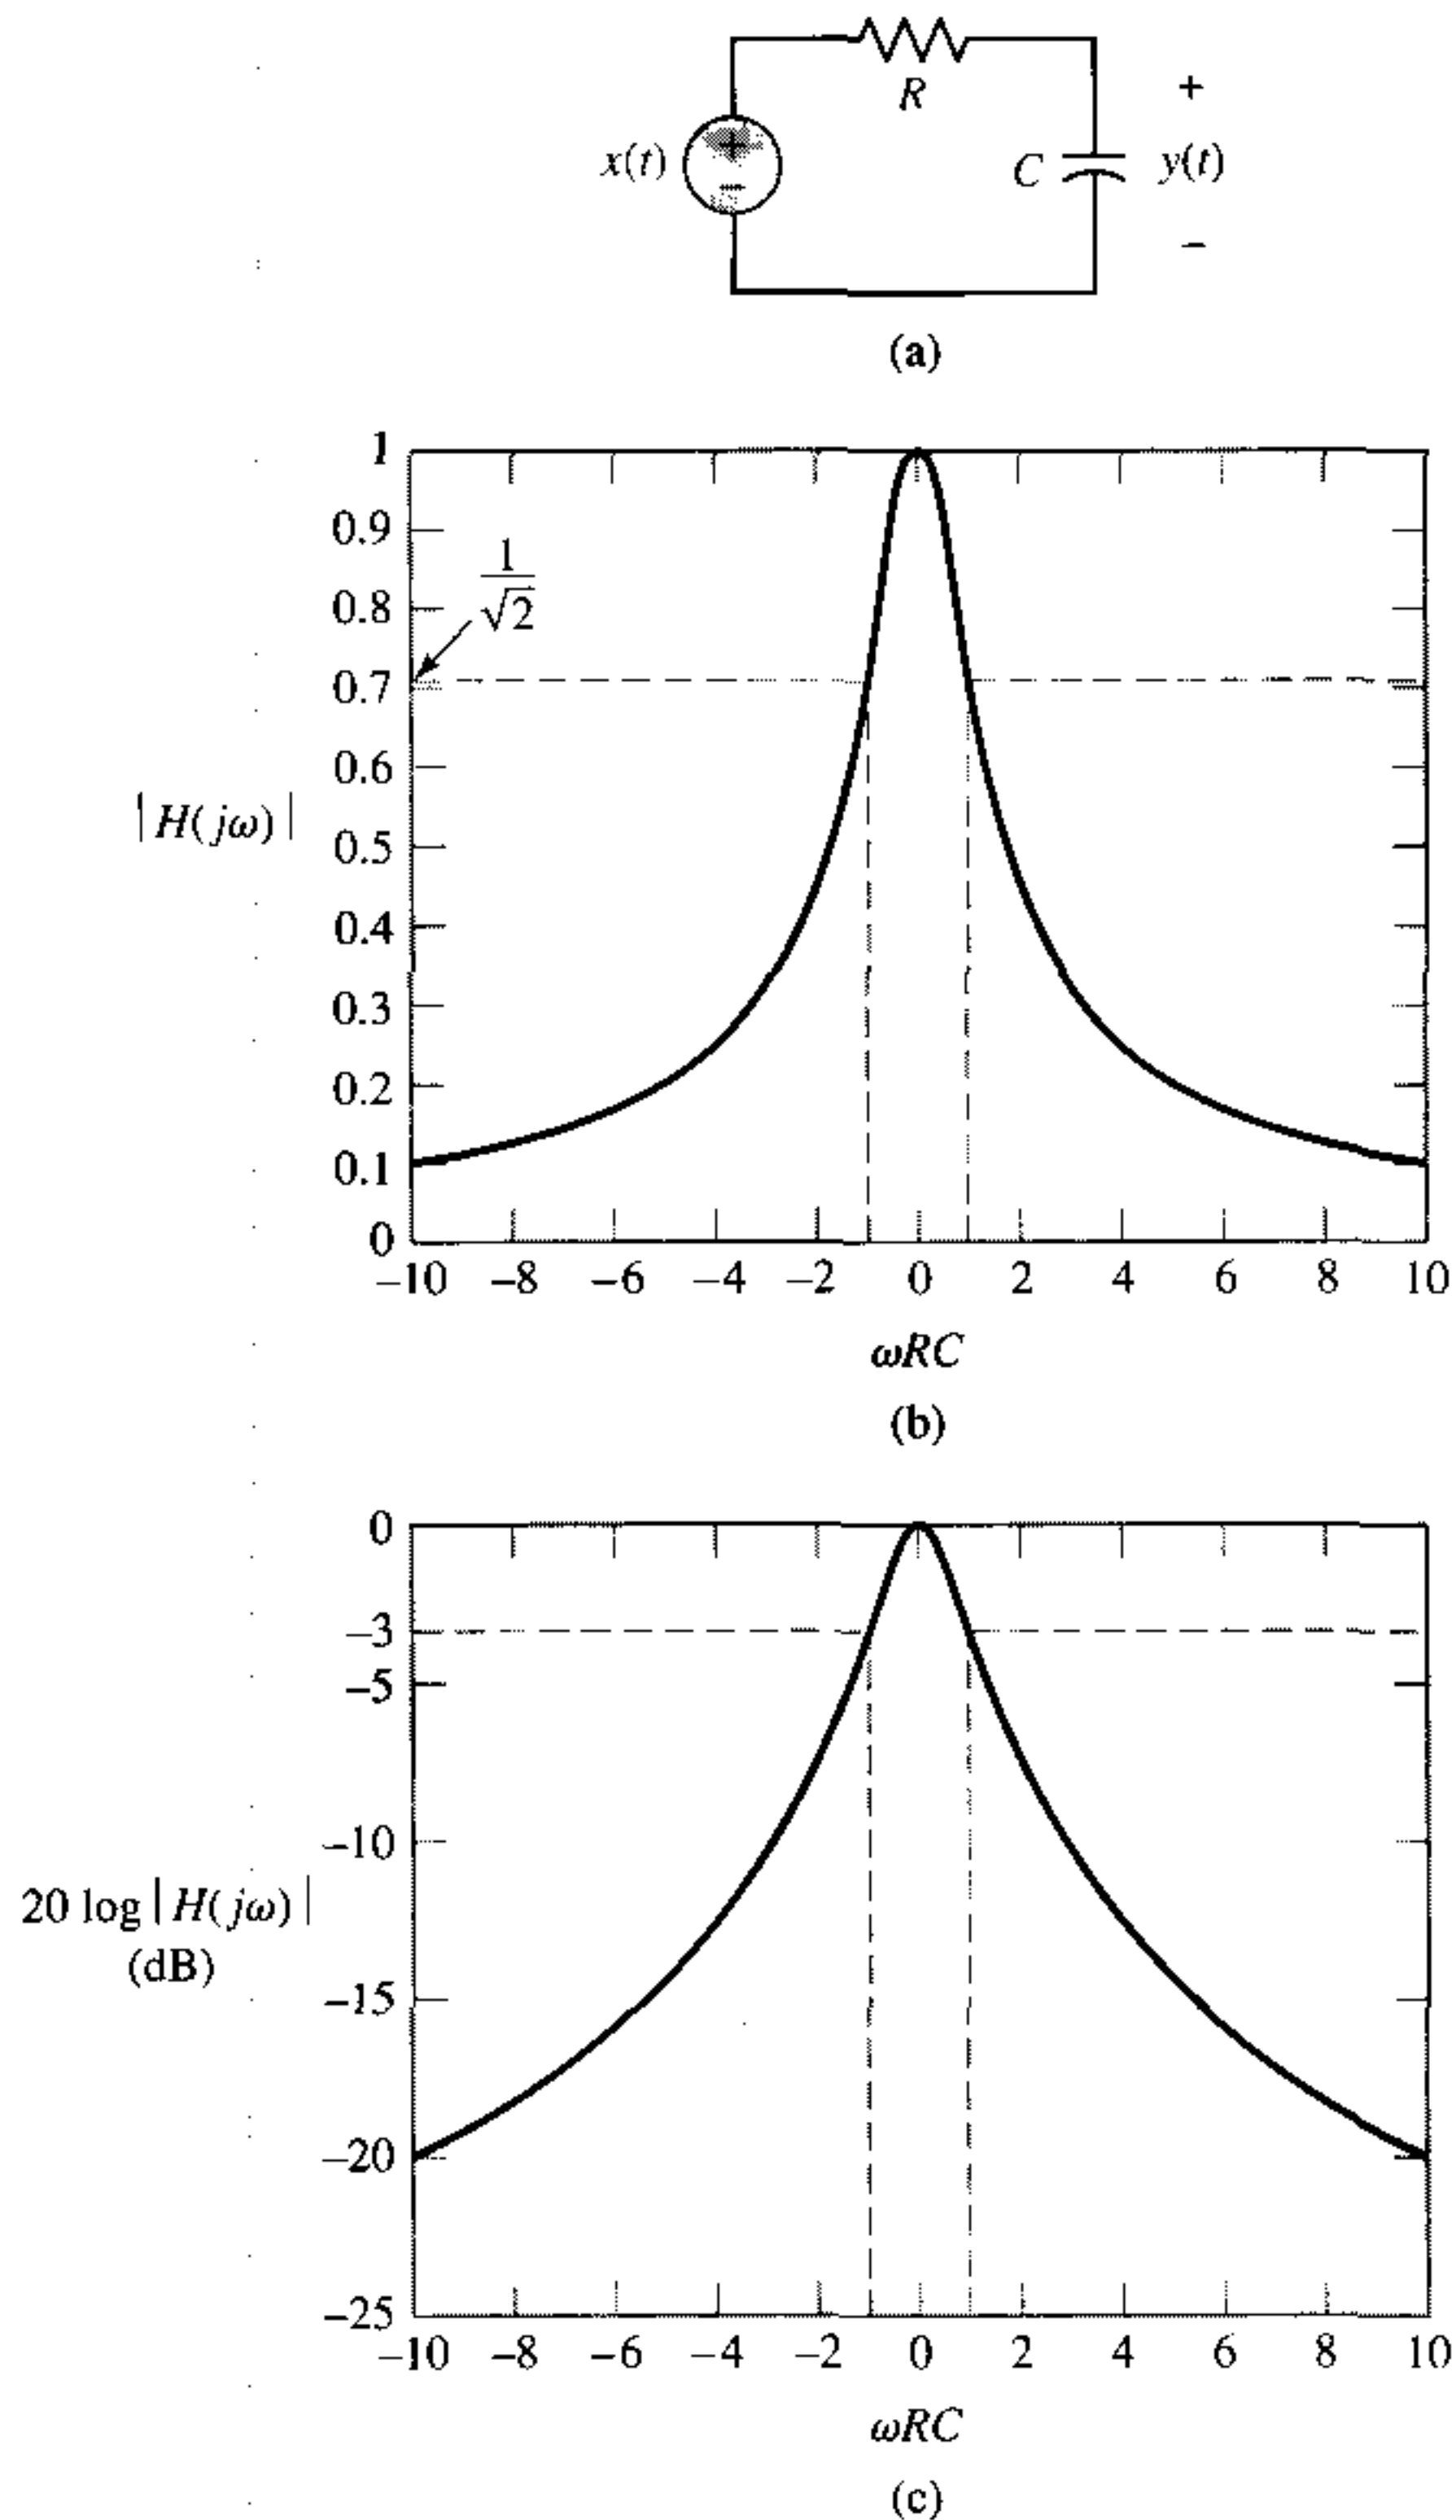 R
+
x(t)
+
C
y(t)
−
−
(a)
1
0.9
1
√2
0.8
0.7
0.6
|H(jω)|
0.5
0.4
0.3
0.2
0.1
0
−10 −8 −6 −4 −2 0 2 4 6 8 10
ωRC
(b)
0
−3
−5
−10
20 log|H(jω)|
(dB)
−15
−20
−25
−10 −8 −6 −4 −2 0 2 4 6 8 10
ωRC
(c)